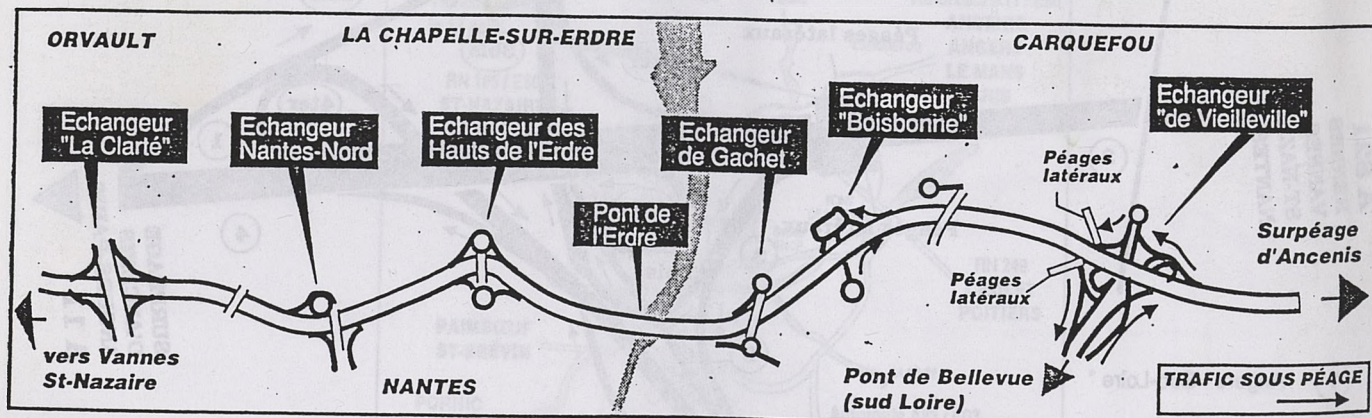 ORVAULT
LA CHAPELLE-SUR-ERDRE
CARQUEFOU
Echangeur
"La Clarté"
Echangeur
Nantes-Nord
Echangeur des
Hauts de l'Erdre
Pont de
l'Erdre
Echangeur
de Gachet
Echangeur
"Boisbonne"
Echangeur
"de Vieilleville"
Péages
latéraux
Péages
latéraux
Surpéage
d'Ancenis
vers Vannes
St-Nazaire
NANTES
Pont de Bellevue
(sud Loire)
TRAFIC SOUS PÉAGE